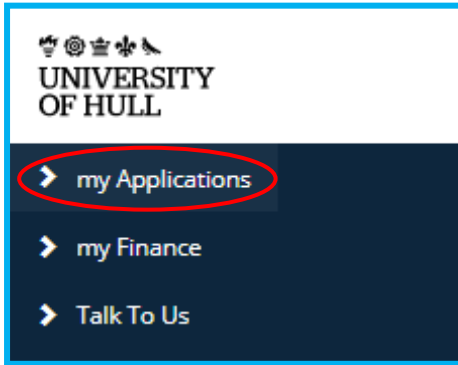 UNIVERSITY
OF HULL
my Applications
my Finance
Talk To Us